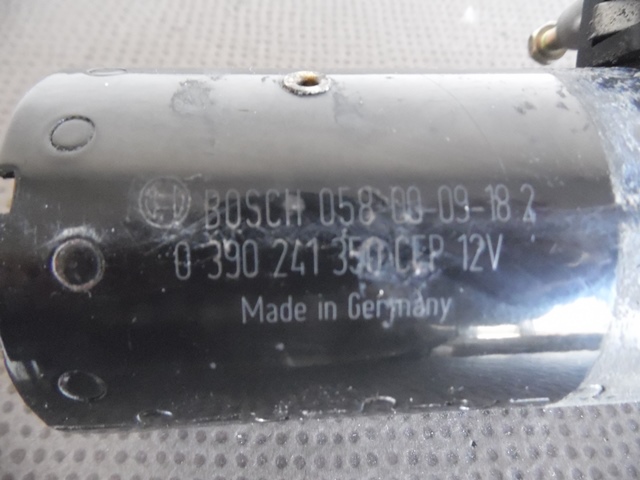 BOSCH 058 00-09-18 2
0 390 241 350 CEP 12V
Made in Germany